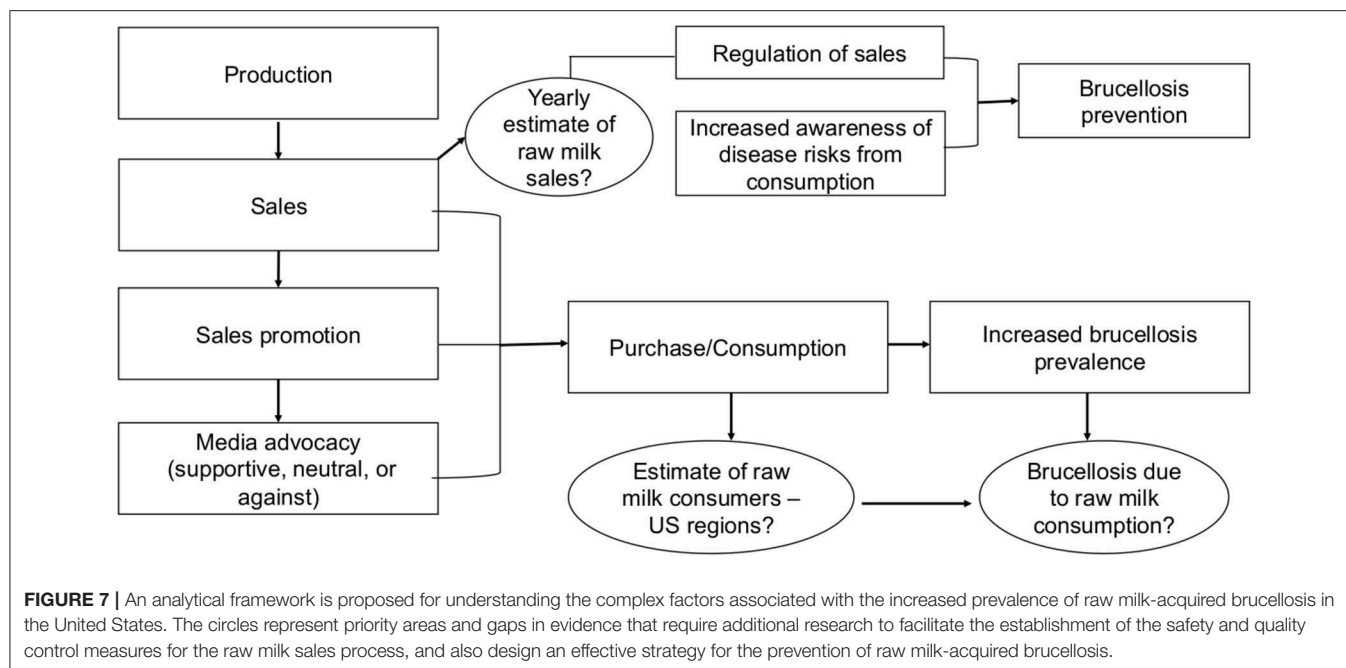 Production
Sales
Sales promotion
Media advocacy
(supportive, neutral, or
against)
Yearly
estimate of
raw milk
sales?
Regulation of sales
Increased awareness of
disease risks from
consumption
Brucellosis
prevention
Purchase/Consumption
Increased brucellosis
prevalence
Estimate of raw
milk consumers –
US regions?
Brucellosis due
to raw milk
consumption?
FIGURE 7 | An analytical framework is proposed for understanding the complex factors associated with the increased prevalence of raw milk-acquired brucellosis in
the United States. The circles represent priority areas and gaps in evidence that require additional research to facilitate the establishment of the safety and quality
control measures for the raw milk sales process, and also design an effective strategy for the prevention of raw milk-acquired brucellosis.